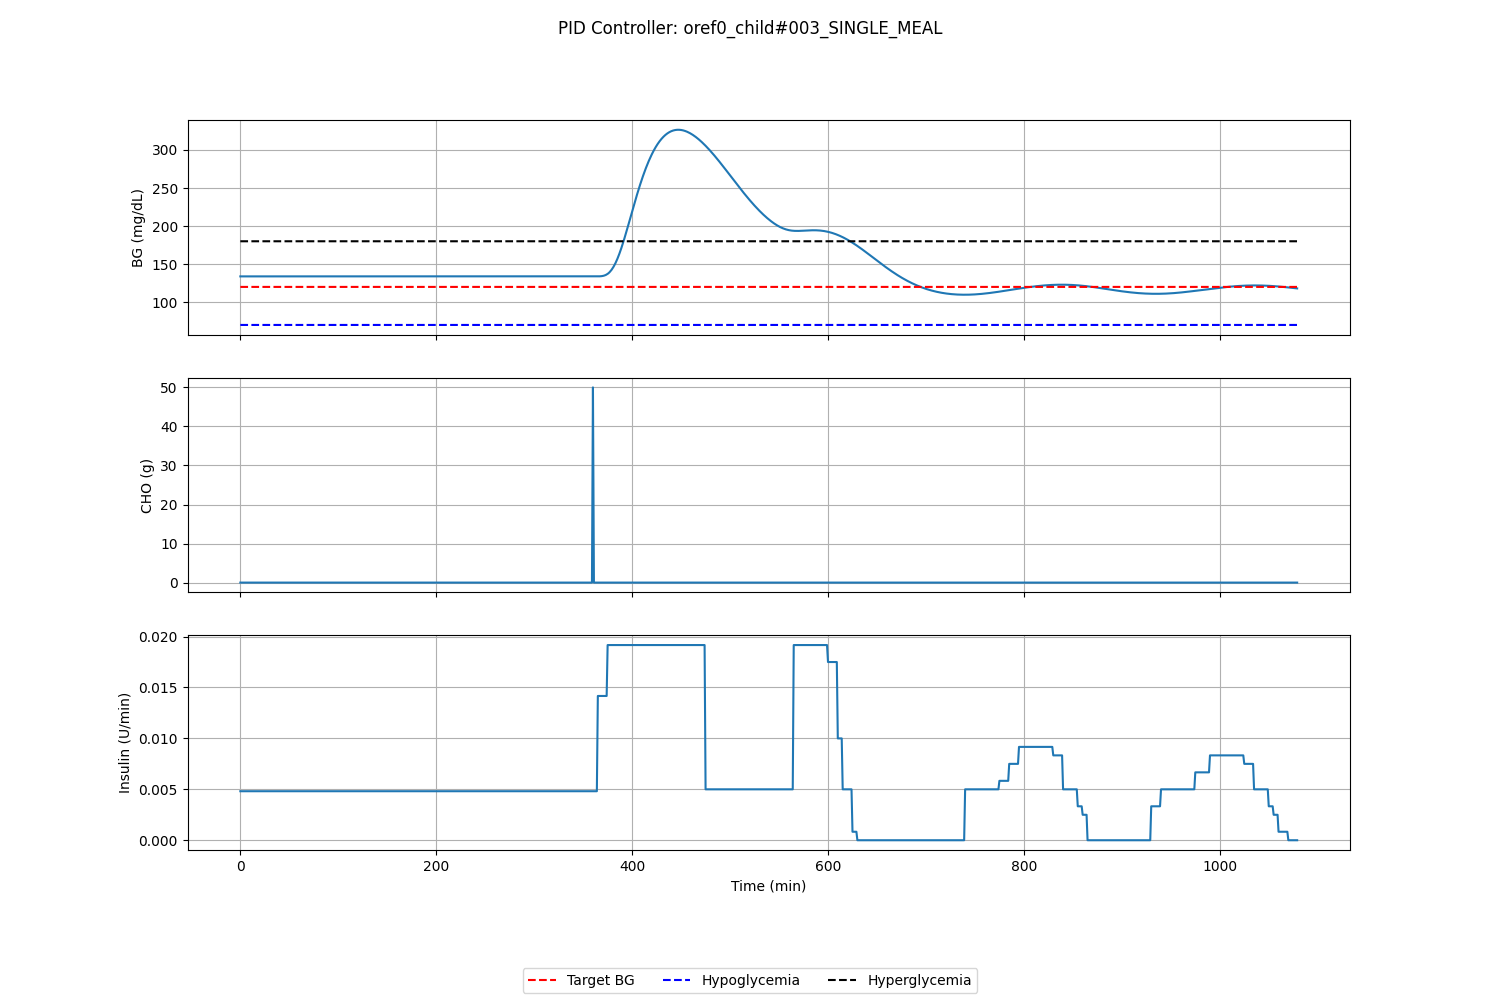 PID Controller: oref0_child#003_SINGLE_MEAL
BG (mg/dL)
300
250
200
150
100
CHO (g)
50
40
30
20
10
0
Insulin (U/min)
0.020
0.015
0.010
0.005
0.000
0 200 400 600 800 1000
Time (min)
Target BG Hypoglycemia Hyperglycemia